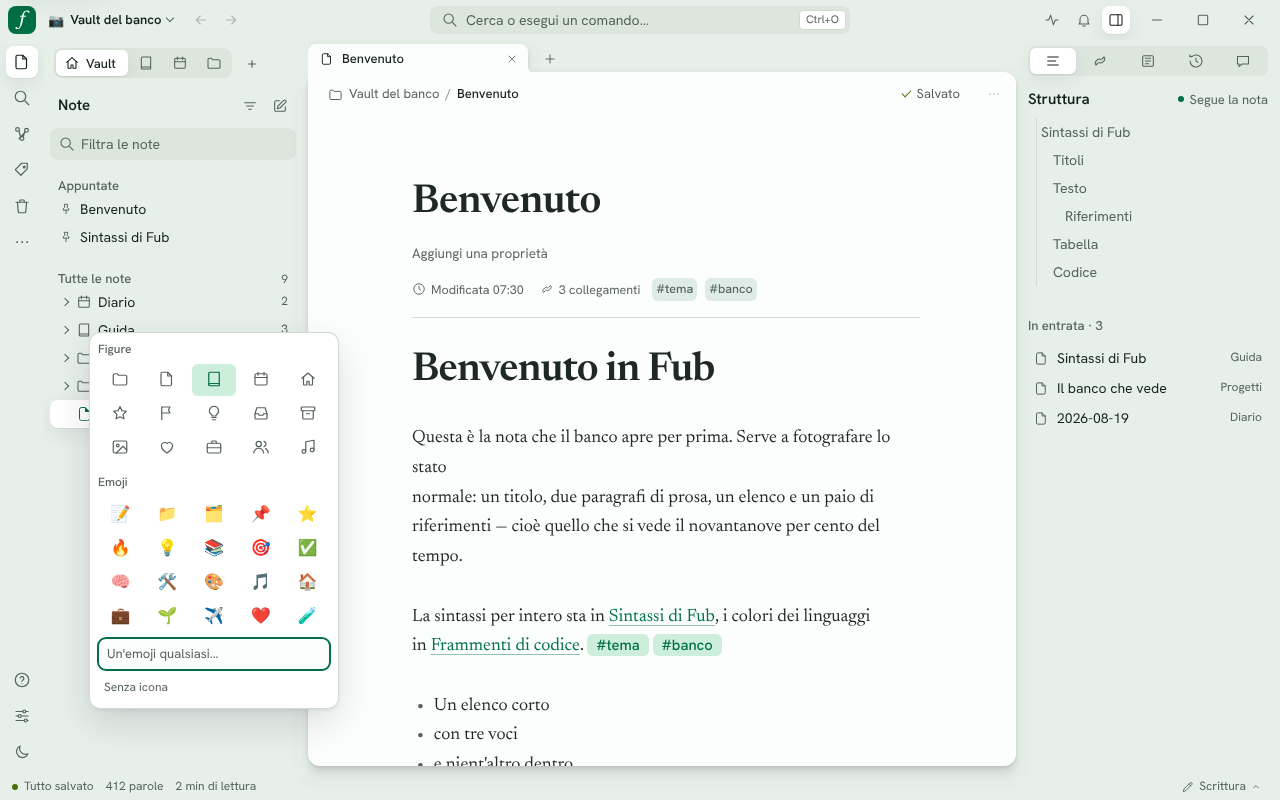 Vault del banco
Cerca o esegui un comando...
Ctrl+O
Vault
Benvenuto
Note
Filtra le note
Appuntate
Benvenuto
Sintassi di Fub
Tutte le note 9
Diario 2
Guida 3
Figure
Emoji
Un'emoji qualsiasi...
Senza icona
Vault del banco / Benvenuto
Salvato
Benvenuto
Aggiungi una proprietà
Modificata 07:30 3 collegamenti #tema #banco
Benvenuto in Fub
Questa è la nota che il banco apre per prima. Serve a fotografare lo
stato
normale: un titolo, due paragrafi di prosa, un elenco e un paio di
riferimenti — cioè quello che si vede il novantanove per cento del
tempo.
La sintassi per intero sta in Sintassi di Fub, i colori dei linguaggi
in Frammenti di codice. #tema #banco
• Un elenco corto
• con tre voci
• e nient'altro dentro
Struttura
Segue la nota
Sintassi di Fub
Titoli
Testo
Riferimenti
Tabella
Codice
In entrata · 3
Sintassi di Fub Guida
Il banco che vede Progetti
2026-08-19 Diario
Tutto salvato 412 parole 2 min di lettura
Scrittura